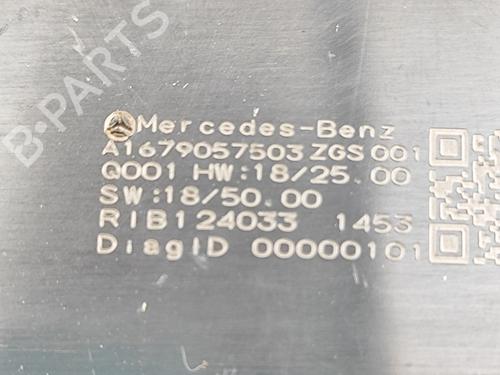 B-PARTS
Mercedes-Benz
A1679057503 ZGS 001
Q001 HW:18/25.00
SW:18/50.00
RIB124033 1453
DiagID 00000101